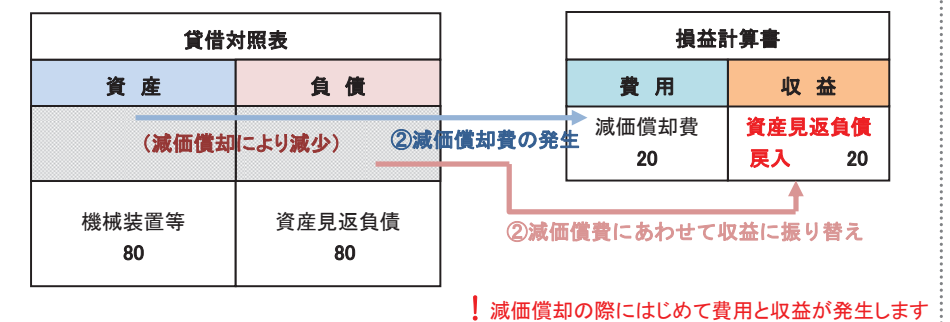 貸借対照表
資 産
負 債
(減価償却により減少)
機械装置等
80
資産見返負債
80
②減価償却費の発生
損益計算書
費 用
収 益
減価償却費
20
資産見返負債
戻入 20
②減価償費にあわせて収益に振り替え
！減価償却の際にはじめて費用と収益が発生します